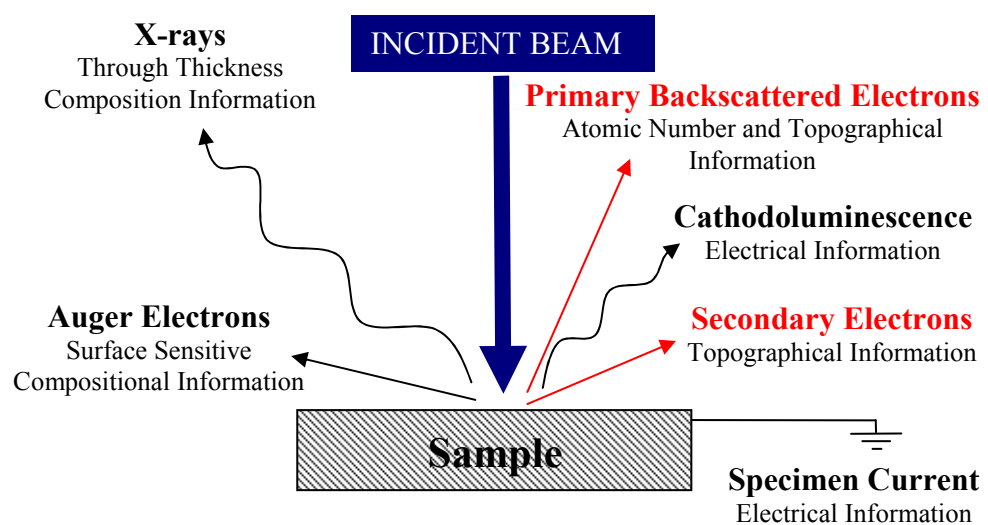 X-rays
Through Thickness
Composition Information
INCIDENT BEAM
Primary Backscattered Electrons
Atomic Number and Topographical
Information
Cathodoluminescence
Electrical Information
Auger Electrons
Surface Sensitive
Compositional Information
Secondary Electrons
Topographical Information
Sample
Specimen Current
Electrical Information